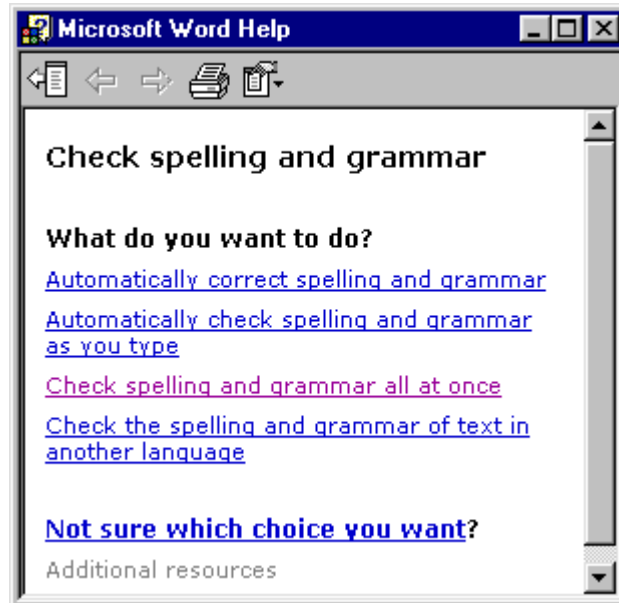 Microsoft Word Help
Check spelling and grammar
What do you want to do?
Automatically correct spelling and grammar
Automatically check spelling and grammar
as you type
Check spelling and grammar all at once
Check the spelling and grammar of text in
another language
Not sure which choice you want?
Additional resources